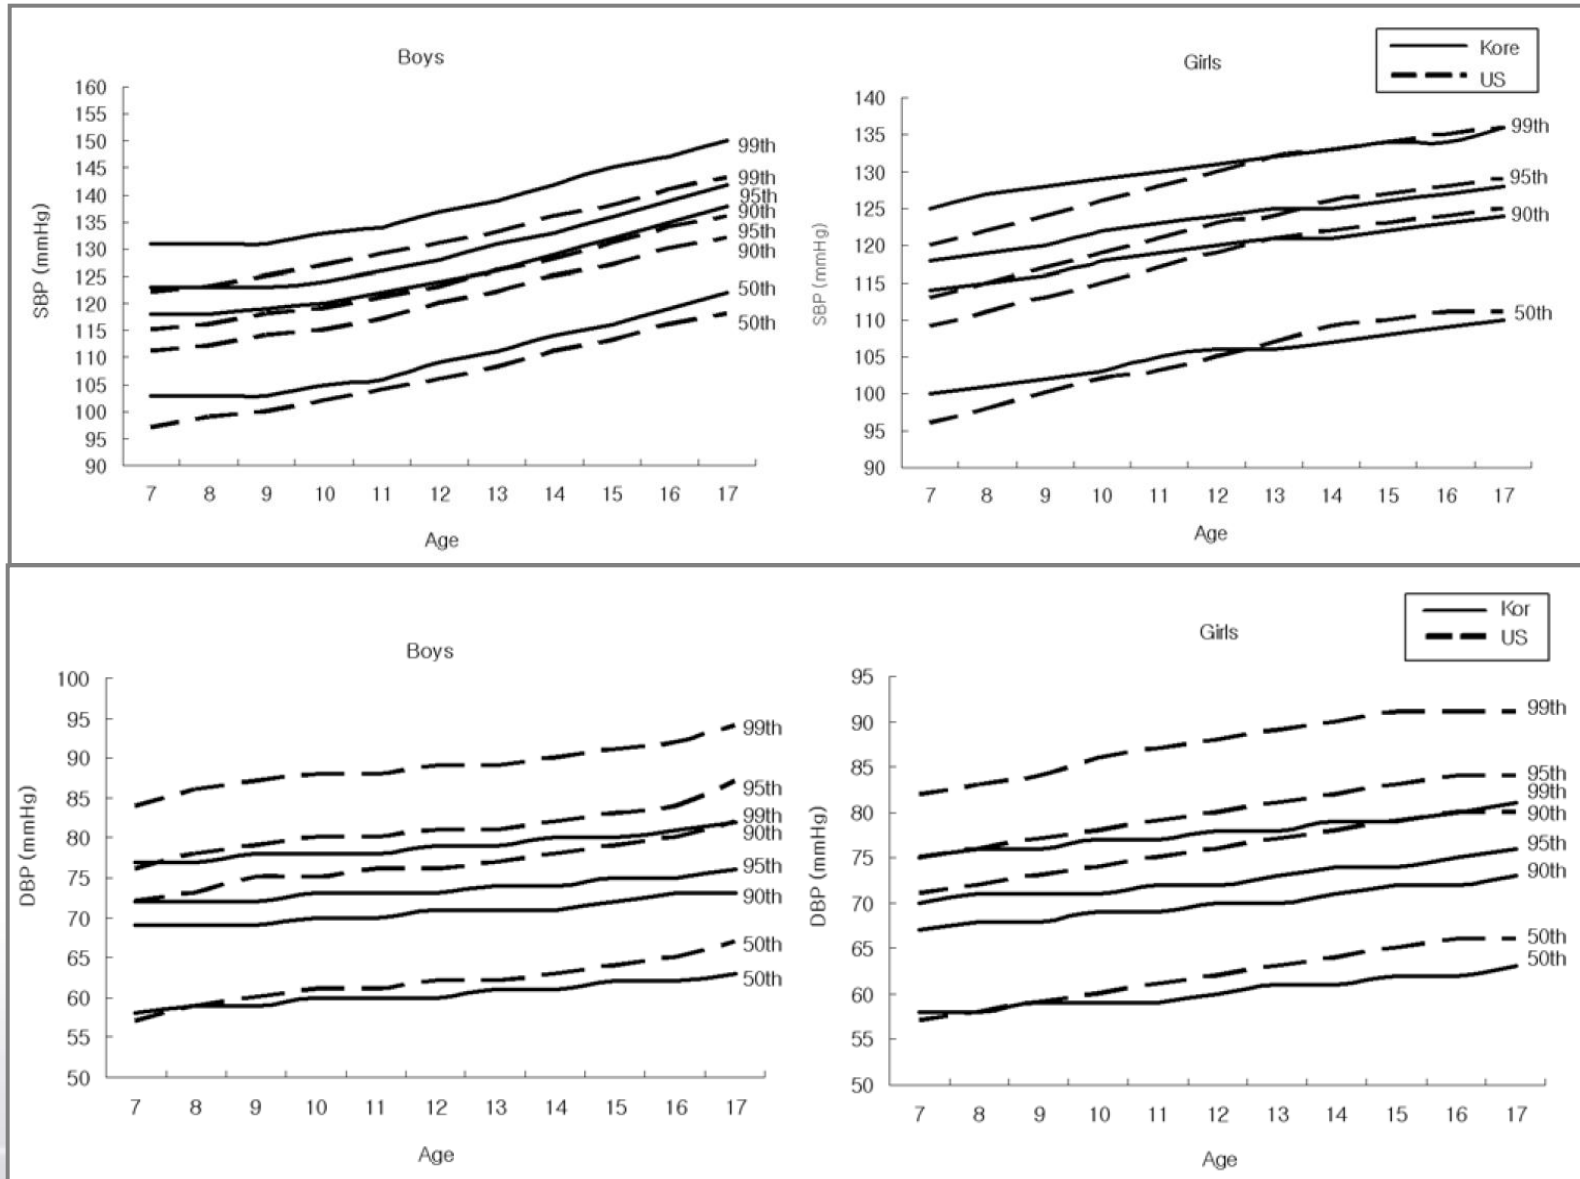 Boys
160
155
150
145
140
135
130
125
120
115
110
105
100
95
90
SBP (mmHg)
99th
99th
95th
90th
95th
90th
50th
50th
7 8 9 10 11 12 13 14 15 16 17
Age
Girls
Kore
US
140
135
130
125
120
115
110
105
100
95
90
SBP (mmHg)
99th
95th
90th
50th
7 8 9 10 11 12 13 14 15 16 17
Age
Boys
100
95
90
85
80
75
70
65
60
55
50
DBP (mmHg)
99th
95th
99th
90th
95th
90th
50th
50th
7 8 9 10 11 12 13 14 15 16 17
Age
Girls
Kor
US
95
90
85
80
75
70
65
60
55
50
DBP (mmHg)
99th
95th
99th
90th
95th
90th
50th
50th
7 8 9 10 11 12 13 14 15 16 17
Age